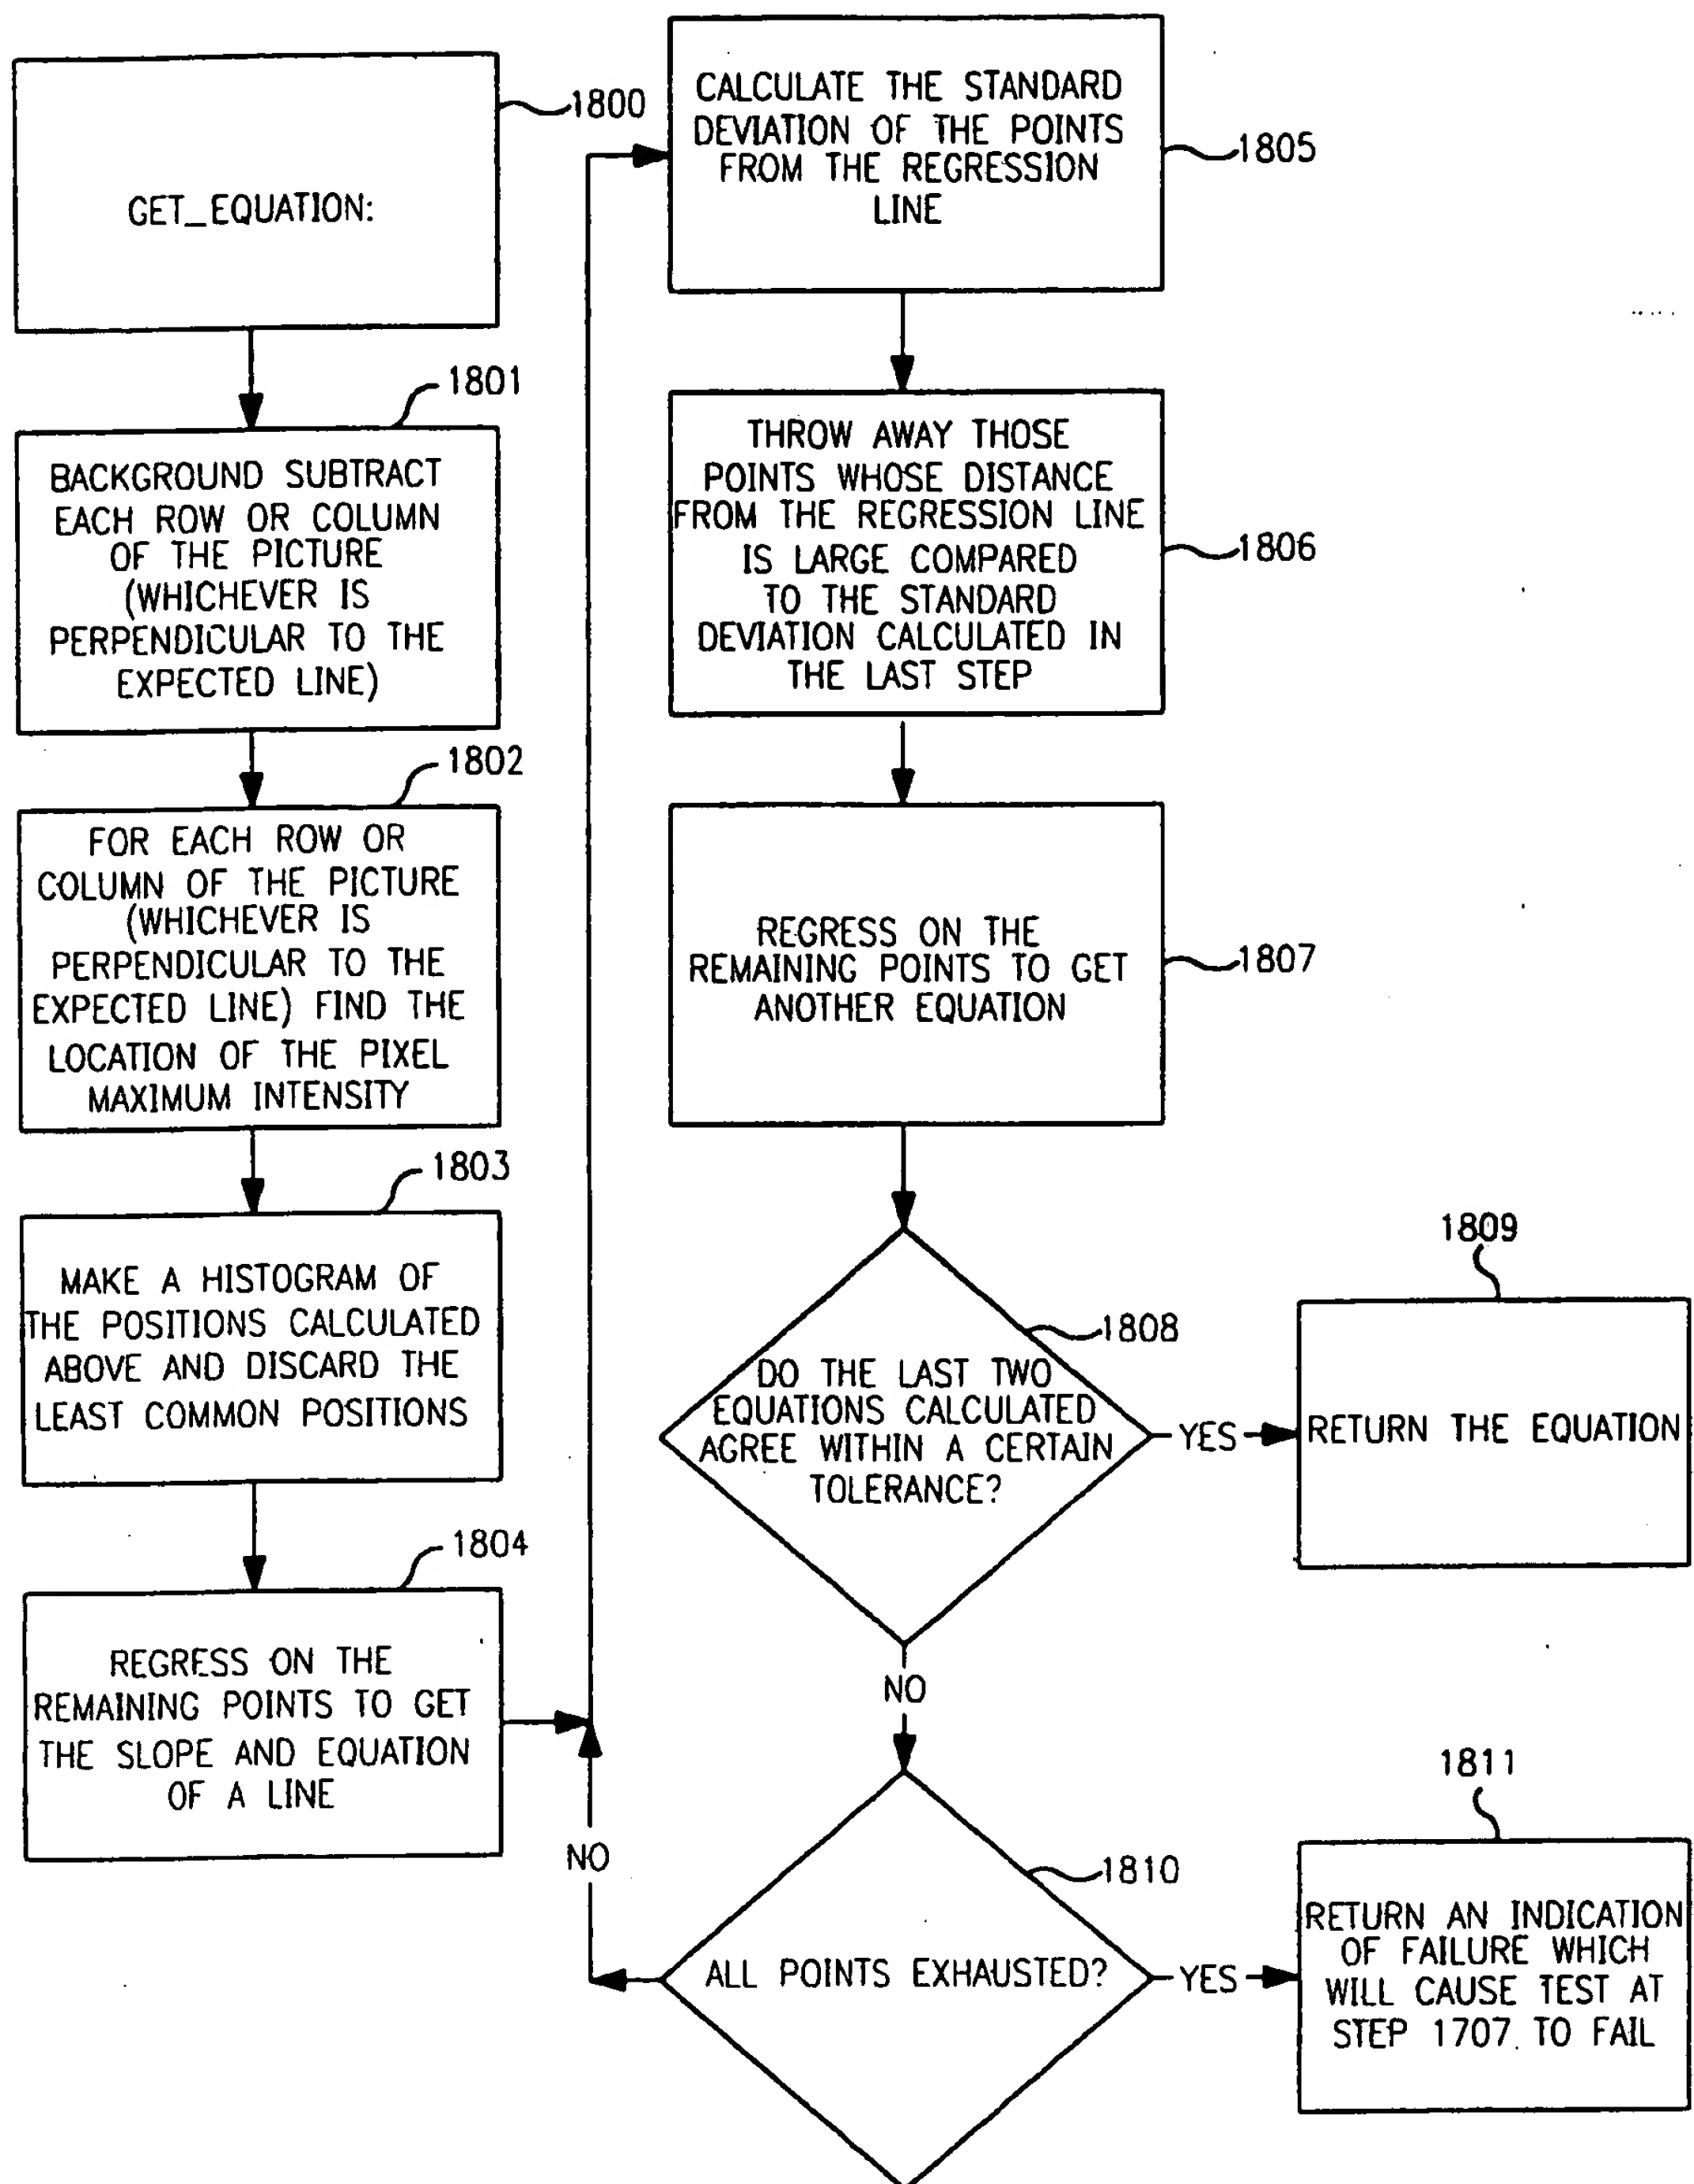 GET_EQUATION:
1800
1801
BACKGROUND SUBTRACT
EACH ROW OR COLUMN
OF THE PICTURE
(WHICHEVER IS
PERPENDICULAR TO THE
EXPECTED LINE)
1802
FOR EACH ROW OR
COLUMN OF THE PICTURE
(WHICHEVER IS
PERPENDICULAR TO THE
EXPECTED LINE) FIND THE
LOCATION OF THE PIXEL
MAXIMUM INTENSITY
1803
MAKE A HISTOGRAM OF
THE POSITIONS CALCULATED
ABOVE AND DISCARD THE
LEAST COMMON POSITIONS
1804
REGRESS ON THE
REMAINING POINTS TO GET
THE SLOPE AND EQUATION
OF A LINE
CALCULATE THE STANDARD
DEVIATION OF THE POINTS
FROM THE REGRESSION
LINE
1805
THROW AWAY THOSE
POINTS WHOSE DISTANCE
FROM THE REGRESSION LINE
IS LARGE COMPARED
TO THE STANDARD
DEVIATION CALCULATED IN
THE LAST STEP
1806
REGRESS ON THE
REMAINING POINTS TO GET
ANOTHER EQUATION
1807
1808
DO THE LAST TWO
EQUATIONS CALCULATED
AGREE WITHIN A CERTAIN
TOLERANCE?
YES
1809
RETURN THE EQUATION
NO
1810
ALL POINTS EXHAUSTED?
NO
YES
1811
RETURN AN INDICATION
OF FAILURE WHICH
WILL CAUSE TEST AT
STEP 1707. TO FAIL